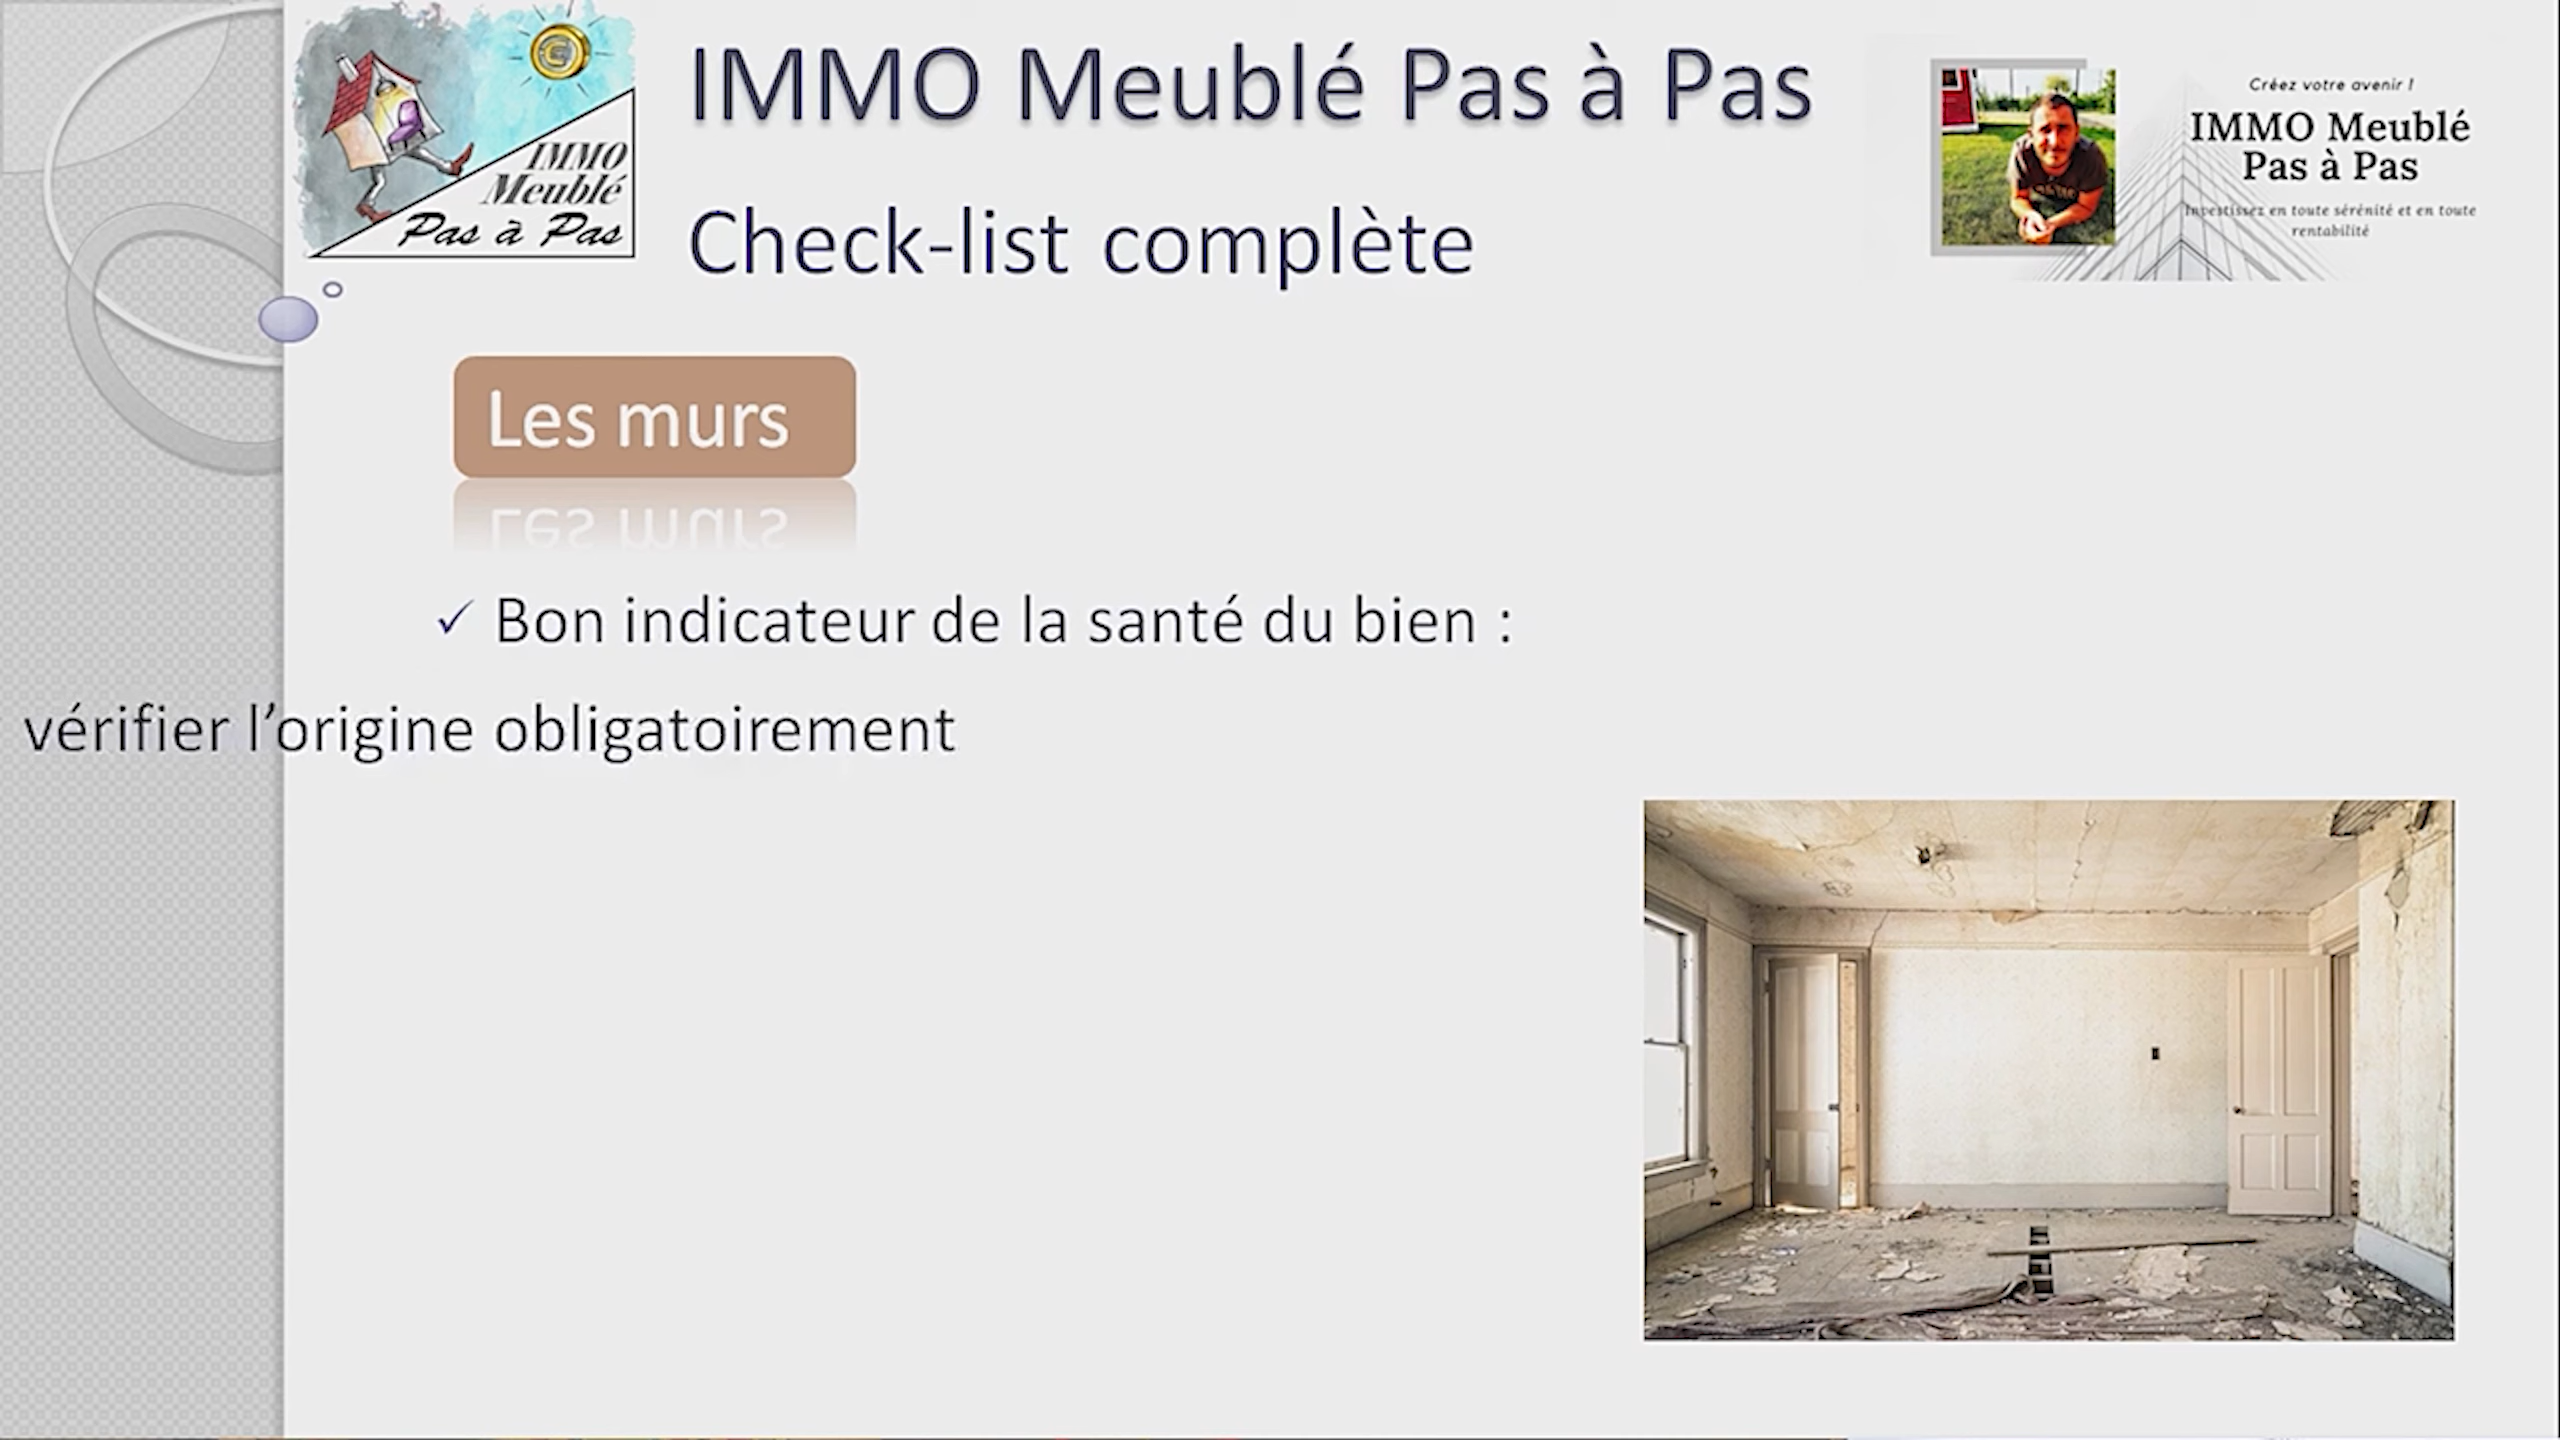 IMMO Meublé Pas à Pas
Check-list complète
IMMO
Meublé
Pas à Pas
Créez votre avenir !
IMMO Meublé
Pas à Pas
Investissez en toute sérénité et en toute
rentabilité
Les murs
✓ Bon indicateur de la santé du bien :
vérifier l’origine obligatoirement